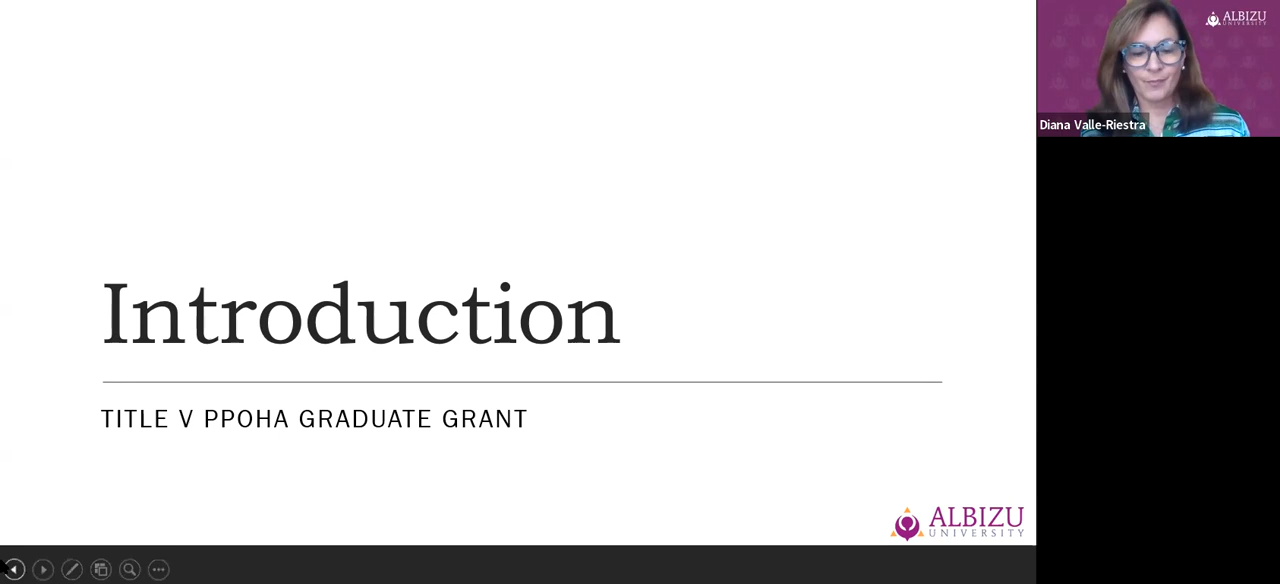 Introduction
TITLE V PPOHA GRADUATE GRANT
ALBIZU
UNIVERSITY
ALBIZU
UNIVERSITY
Diana Valle-Riestra